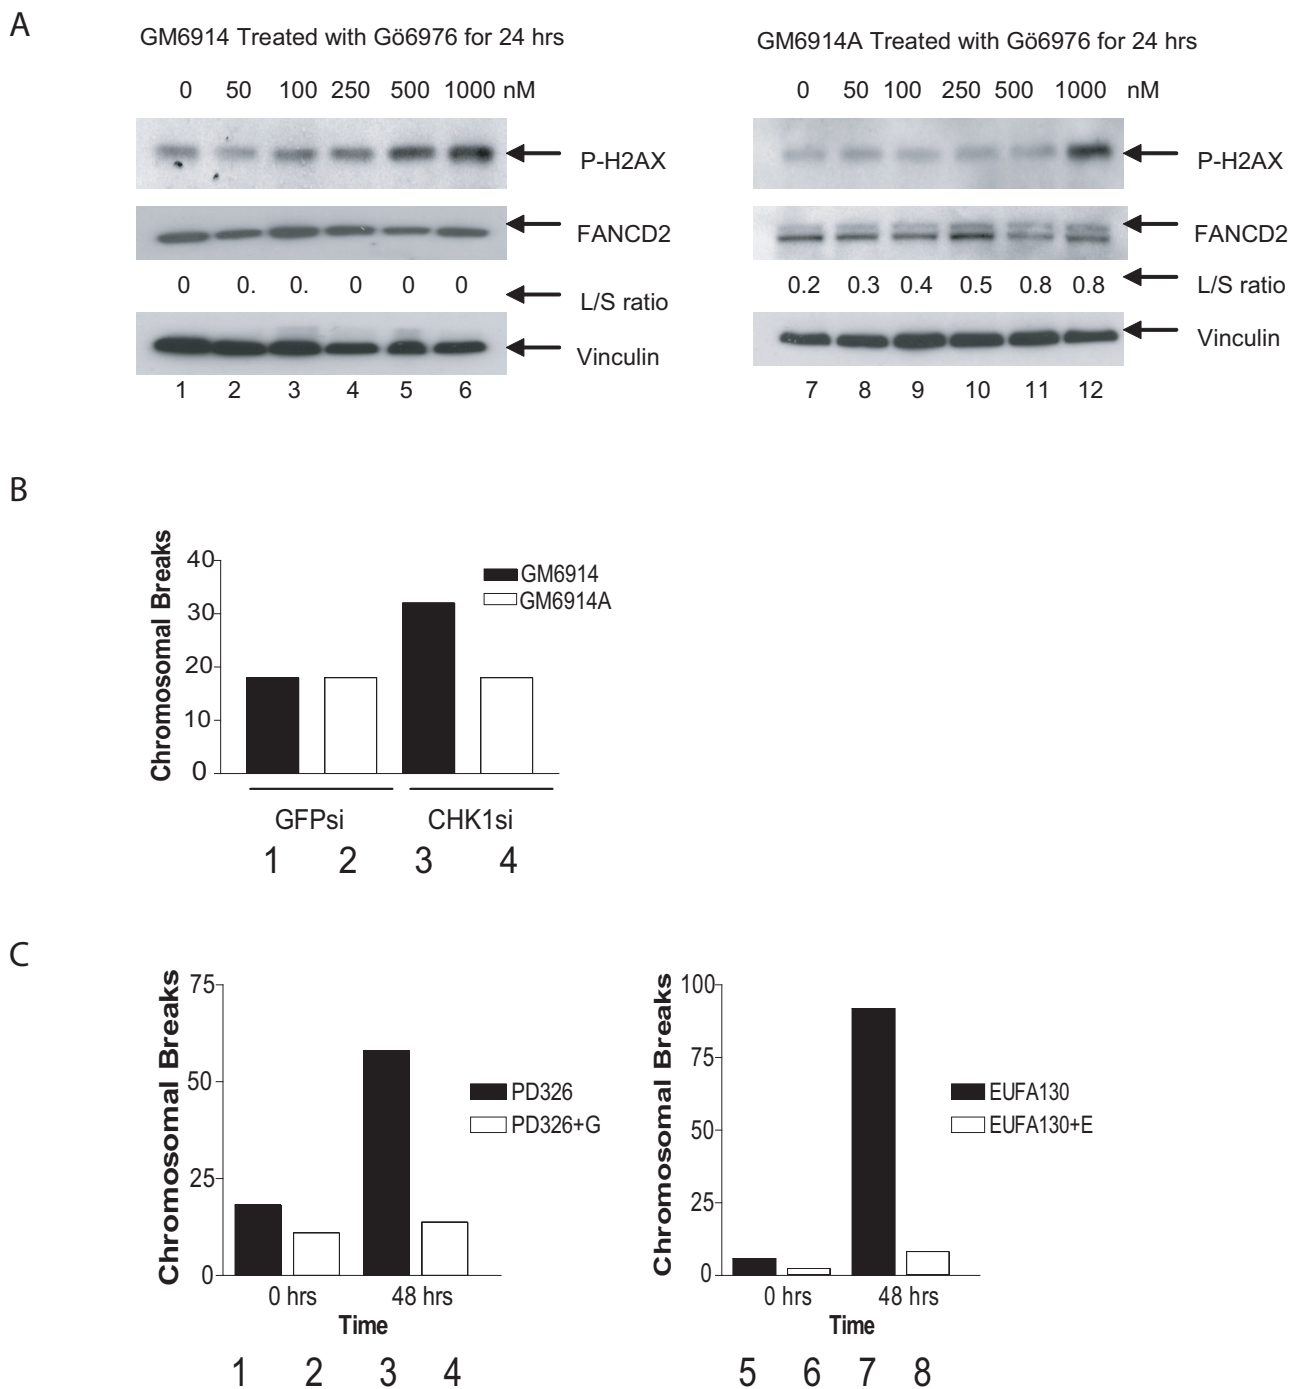 A
GM6914 Treated with Gö6976 for 24 hrs
0 50 100 250 500 1000 nM
P-H2AX
FANCD2
0 0. 0. 0 0 0
L/S ratio
Vinculin
1 2 3 4 5 6
GM6914A Treated with Gö6976 for 24 hrs
0 50 100 250 500 1000 nM
P-H2AX
FANCD2
0.2 0.3 0.4 0.5 0.8 0.8
L/S ratio
Vinculin
7 8 9 10 11 12
B
Chromosomal Breaks
40
30
20
10
0
GM6914
GM6914A
GFPsi CHK1si
1 2 3 4
C
Chromosomal Breaks
75
50
25
0
PD326
PD326+G
0 hrs 48 hrs
Time
1 2 3 4
Chromosomal Breaks
100
75
50
25
0
EUFA130
EUFA130+E
0 hrs 48 hrs
Time
5 6 7 8